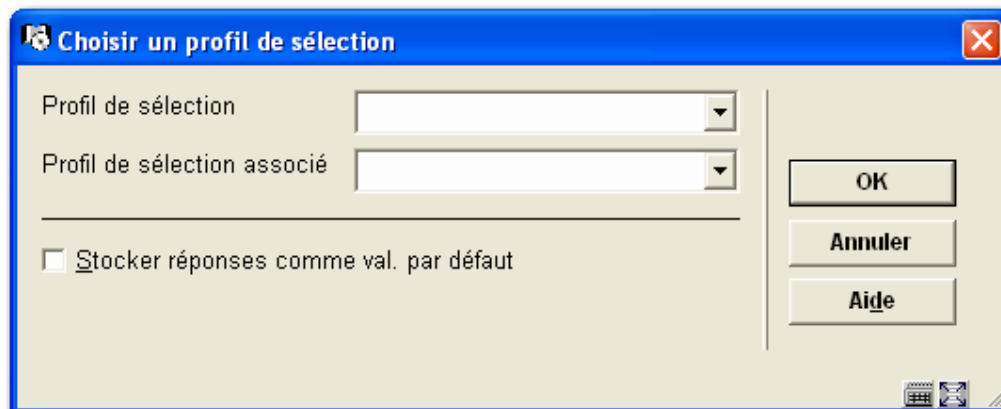 Choisir un profil de sélection
Profil de sélection
Profil de sélection associé
OK
Annuler
Stocker réponses comme val. par défaut
Aide